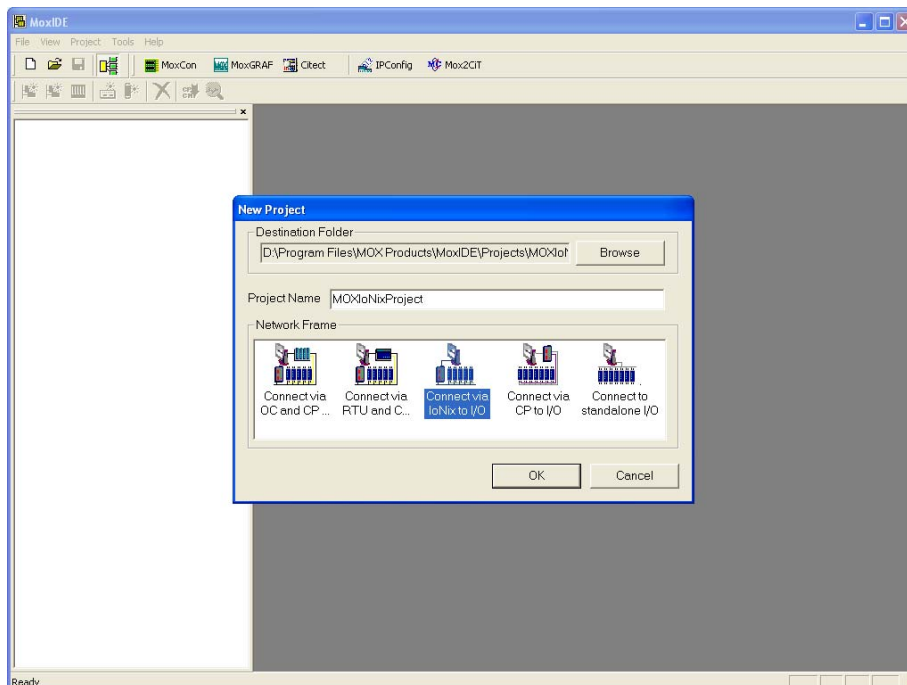 MoxIDE
File View Project Tools Help
MoxCon MoxGRAF Citect IPConfig Mox2CIT
New Project
Destination Folder
D:\Program Files\MOX Products\MoxIDE\Projects\MOXIoN
Browse
Project Name MOXIoNixProject
Network Frame
Connect via OC and CP ...
Connect via RTU and C...
Connect via IoNix to I/O
Connect via CP to I/O
Connect to standalone I/O
OK Cancel
Ready